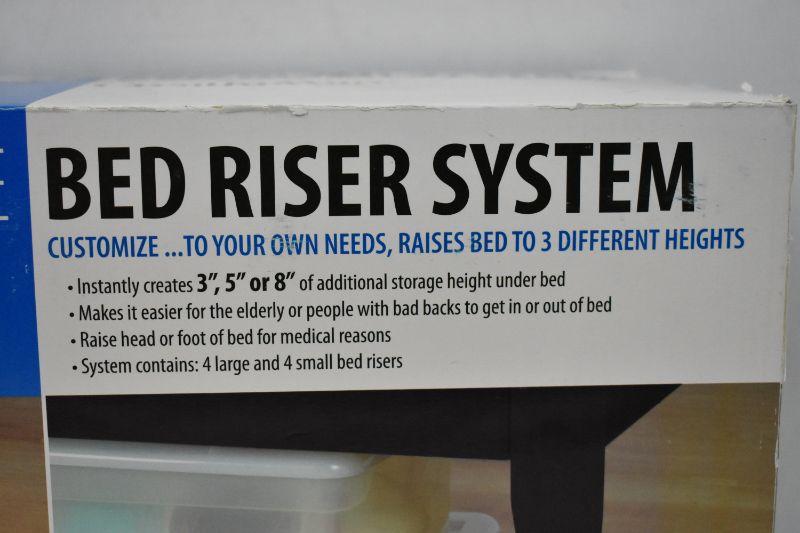 BED RISER SYSTEM
CUSTOMIZE ...TO YOUR OWN NEEDS, RAISES BED TO 3 DIFFERENT HEIGHTS
• Instantly creates 3”, 5” or 8” of additional storage height under bed
• Makes it easier for the elderly or people with bad backs to get in or out of bed
• Raise head or foot of bed for medical reasons
• System contains: 4 large and 4 small bed risers